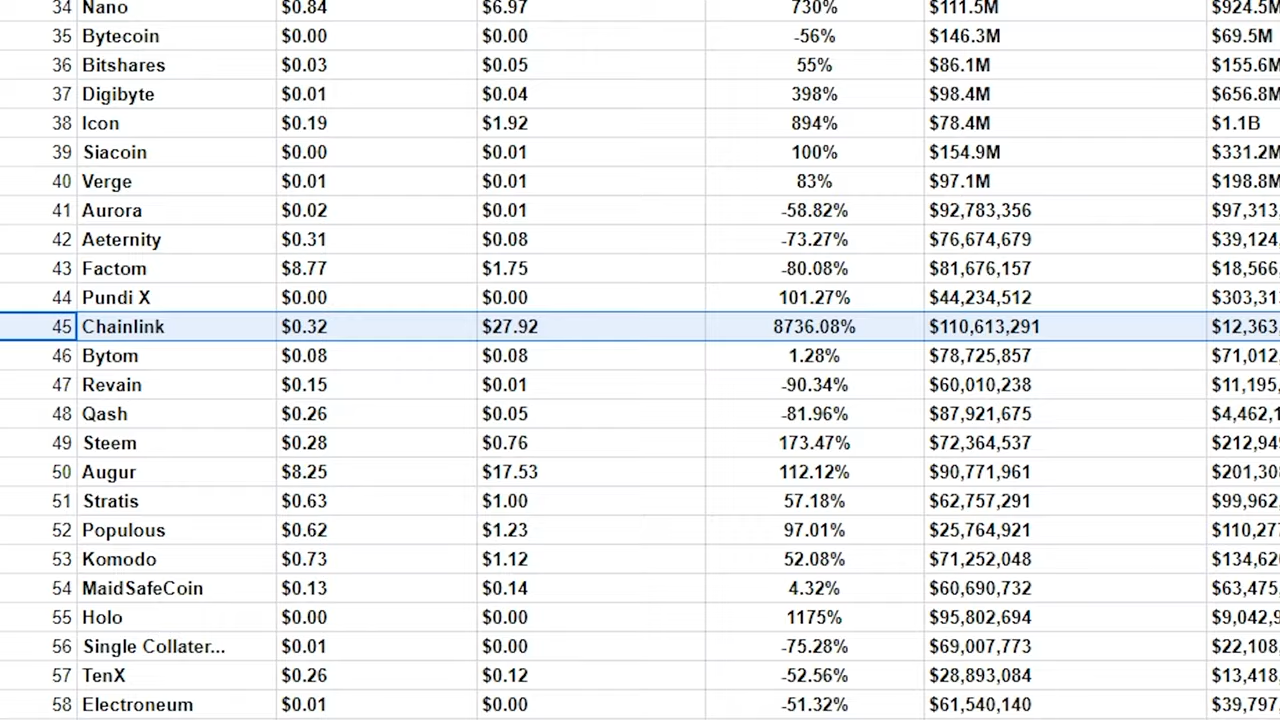 34 Nano $0.84 $6.97 730% $111.5M $924.5M
35 Bytecoin $0.00 $0.00 -56% $146.3M $69.5M
36 Bitshares $0.03 $0.05 55% $86.1M $155.6M
37 Digibyte $0.01 $0.04 398% $98.4M $656.8M
38 Icon $0.19 $1.92 894% $78.4M $1.1B
39 Siacoin $0.00 $0.01 100% $154.9M $331.2M
40 Verge $0.01 $0.01 83% $97.1M $198.8M
41 Aurora $0.02 $0.01 -58.82% $92,783,356 $97,313,
42 Aeternity $0.31 $0.08 -73.27% $76,674,679 $39,124,
43 Factom $8.77 $1.75 -80.08% $81,676,157 $18,566,
44 Pundi X $0.00 $0.00 101.27% $44,234,512 $303,31
45 Chainlink $0.32 $27.92 8736.08% $110,613,291 $12,363,
46 Bytom $0.08 $0.08 1.28% $78,725,857 $71,012,
47 Revain $0.15 $0.01 -90.34% $60,010,238 $11,195,
48 Qash $0.26 $0.05 -81.96% $87,921,675 $4,462,1
49 Steem $0.28 $0.76 173.47% $72,364,537 $212,949
50 Augur $8.25 $17.53 112.12% $90,771,961 $201,308
51 Stratis $0.63 $1.00 57.18% $62,757,291 $99,962,
52 Populous $0.62 $1.23 97.01% $25,764,921 $110,277
53 Komodo $0.73 $1.12 52.08% $71,252,048 $134,620
54 MaidSafeCoin $0.13 $0.14 4.32% $60,690,732 $63,475,
55 Holo $0.00 $0.00 1175% $95,802,694 $9,042,9
56 Single Collater... $0.01 $0.00 -75.28% $69,007,773 $22,108,
57 TenX $0.26 $0.12 -52.56% $28,893,084 $13,418,
58 Electroneum $0.01 $0.00 -51.32% $61,540,140 $39,797,